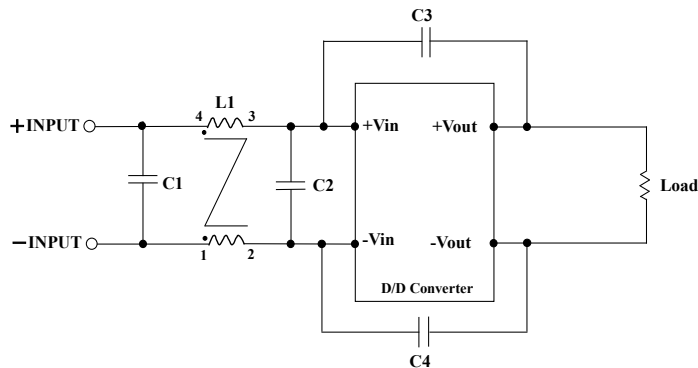 C3
L1
4 3
+INPUT
+Vin +Vout
C1 C2 Load
-INPUT
-Vin -Vout
1 2
D/D Converter
C4